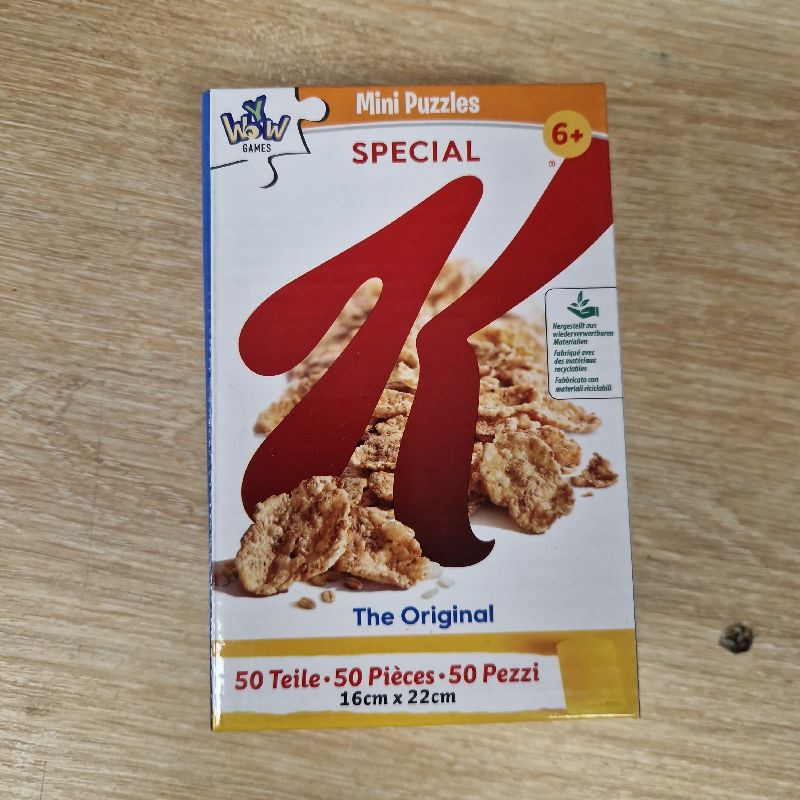 Y
WOW
GAMES
Mini Puzzles
6+
SPECIAL
®
K
Hergestellt aus
wiederverwertbaren
Materialien
Fabriqué avec
des matériaux
recyclables
Fabbricato con
materiali riciclabili
The Original
50 Teile • 50 Pièces • 50 Pezzi
16cm x 22cm